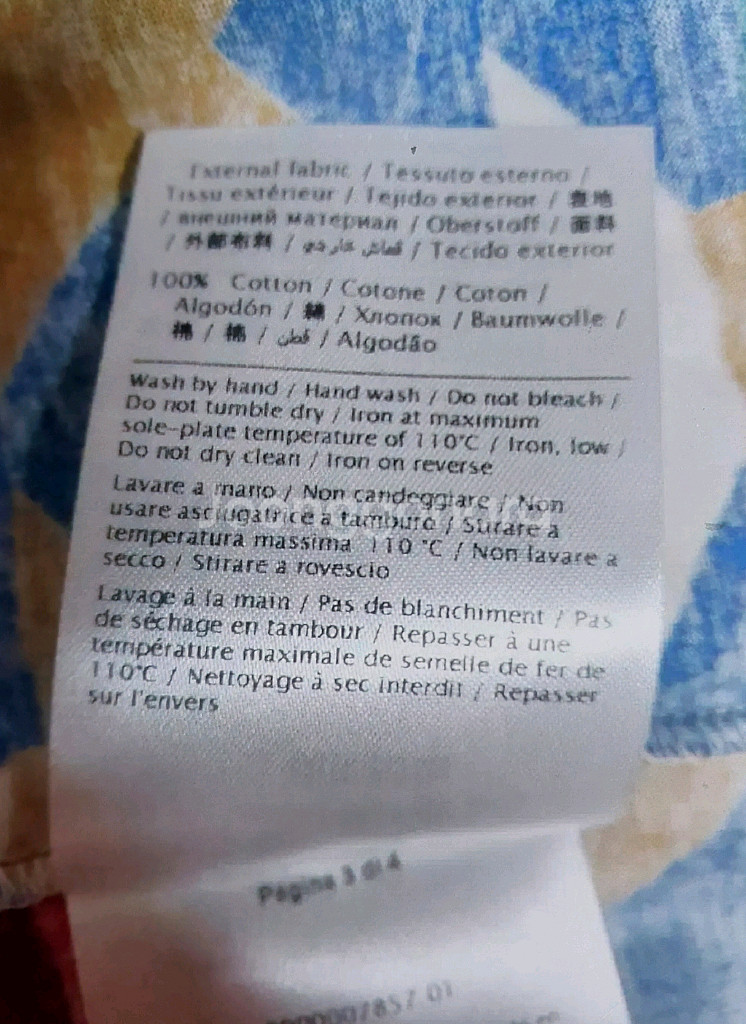 External fabric / Tessuto esterno /
Tissu extérieur / Tejido exterior / 表地
/ внешний материал / Oberstoff / 面料
/ 外部布料 / قماش خارجي / Tecido exterior
100% Cotton / Cotone / Coton /
Algodón / 綿 / Хлопок / Baumwolle /
棉 / 棉 / قطن / Algodão
Wash by hand / Hand wash / Do not bleach /
Do not tumble dry / Iron at maximum
sole-plate temperature of 110°C / Iron, low /
Do not dry clean / Iron on reverse
Lavare a mano / Non candeggiare / Non
usare asciugatrice a tamburo / Stirare a
temperatura massima 110 °C / Non lavare a
secco / Stirare a rovescio
Lavage à la main / Pas de blanchiment / Pas
de séchage en tambour / Repasser à une
température maximale de semelle de fer de
110°C / Nettoyage à sec interdit / Repasser
sur l'envers
Pagina 3 di 4